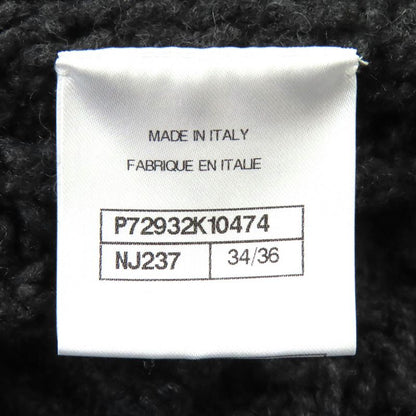 MADE IN ITALY
FABRIQUE EN ITALIE
P72932K10474
NJ237 34/36